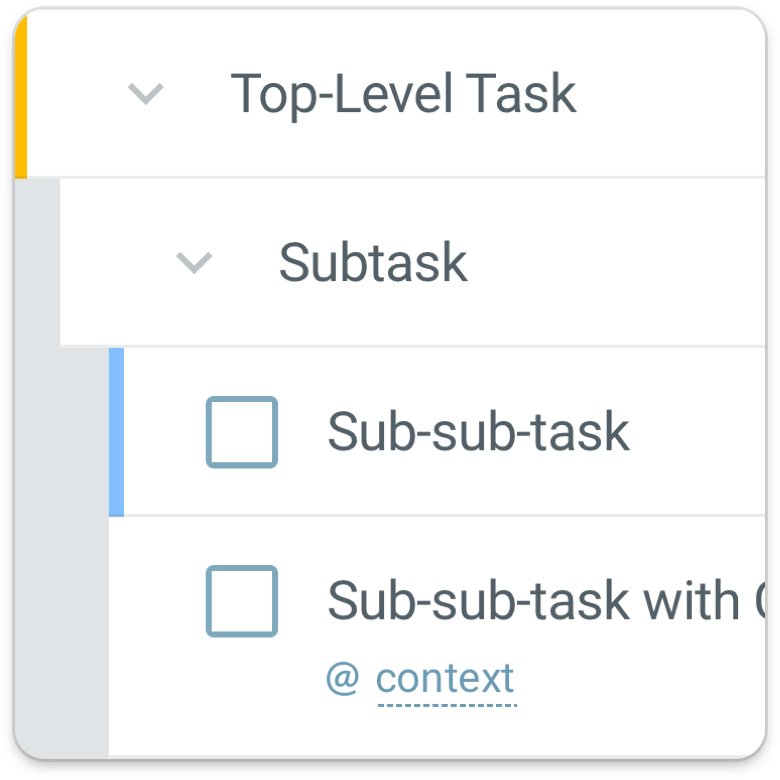 Top-Level Task
Subtask
Sub-sub-task
Sub-sub-task with
@ context